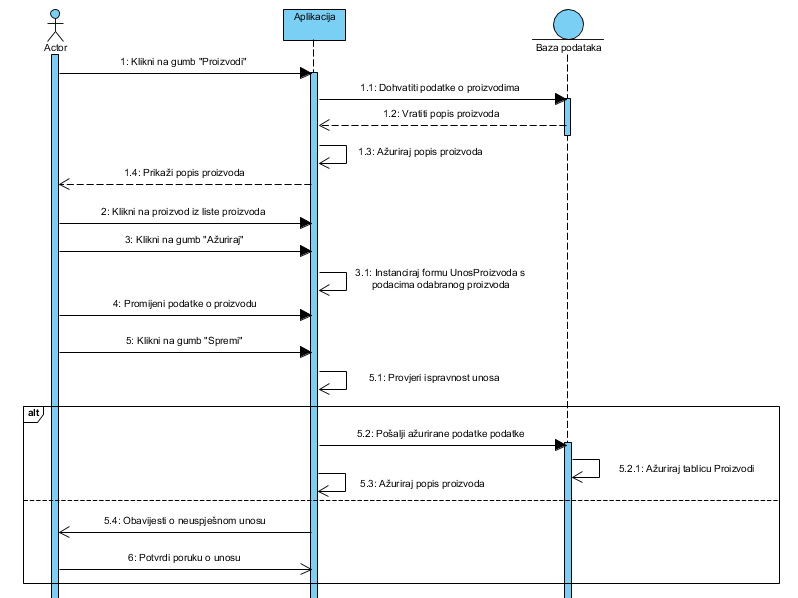 Aplikacija
Actor
Baza podataka
1: Klikni na gumb "Proizvodi"
1.1: Dohvatiti podatke o proizvodima
1.2: Vratiti popis proizvoda
1.3: Ažuriraj popis proizvoda
1.4: Prikaži popis proizvoda
2: Klikni na proizvod iz liste proizvoda
3: Klikni na gumb "Ažuriraj"
3.1: Instanciraj formu UnosProizvoda s
podacima odabranog proizvoda
4: Promijeni podatke o proizvodu
5: Klikni na gumb "Spremi"
5.1: Provjeri ispravnost unosa
alt
5.2: Pošalji ažurirane podatke podatke
5.2.1: Ažuriraj tablicu Proizvodi
5.3: Ažuriraj popis proizvoda
5.4: Obavijesti o neuspješnom unosu
6: Potvrdi poruku o unosu